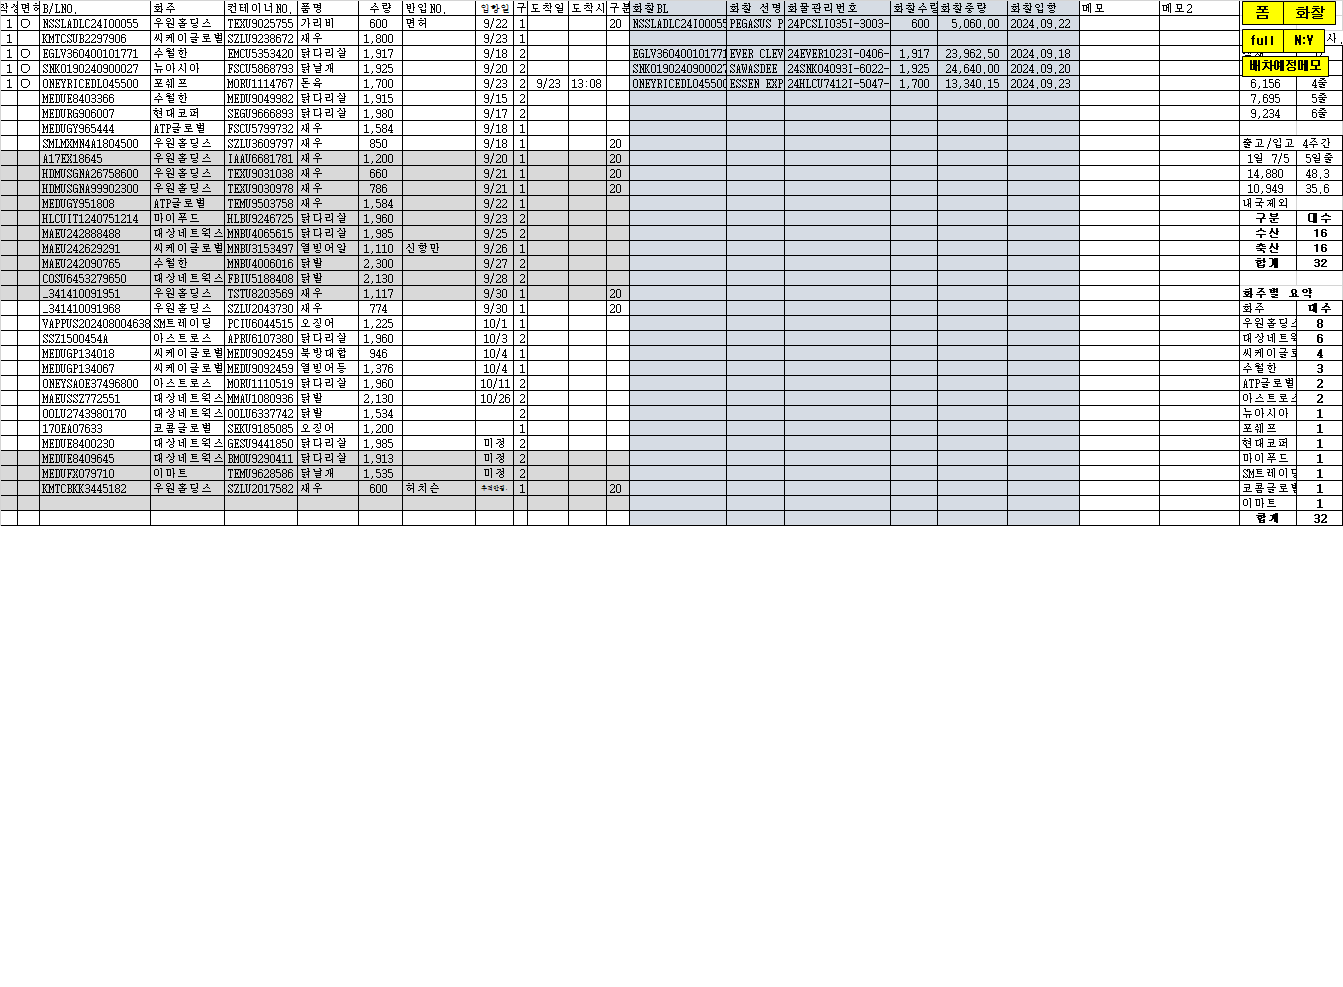 작성 면허 B/LNO. 화주 컨테이너NO. 품명 수량 반입NO. 입항일 구 도착일 도착시 구분 화찰BL 화찰 선명 화물관리번호 화찰수량 화찰중량 화찰입항 메모 메모2 폼 화찰
1 ○ NSSLADLC24I00055 우원홀딩스 TEXU9025755 가리비 600 면허 9/22 1 20 NSSLADLC24I00055 PEGASUS P 24PCSLI035I-3003- 600 5,060.00 2024.09.22
1 KMTCSUB2297906 씨케이글로벌 SZLU9238672 새우 1,800 9/23 1 full N:Y 사.
1 ○ EGLV360400101771 수월한 EMCU5353420 닭다리살 1,917 9/18 2 EGLV360400101771 EVER CLEV 24EVER1023I-0406- 1,917 23,962.50 2024.09.18
1 ○ SNKO190240900027 뉴아시아 FSCU5868793 닭날개 1,925 9/20 2 SNKO190240900027 SAWASDEE 24SNKO4093I-6022- 1,925 24,640.00 2024.09.20 배차예정메모
1 ○ ONEYRICEDL045500 포쉐프 MORU1114767 돈육 1,700 9/23 2 9/23 13:08 ONEYRICEDL045500 ESSEN EXP 24HLCU7412I-5047- 1,700 13,340.15 2024.09.23 6,156 4줄
MEDUE8403366 수월한 MEDU9049982 닭다리살 1,915 9/15 2 7,695 5줄
MEDURG906007 현대코퍼 SEGU9666893 닭다리살 1,980 9/17 2 9,234 6줄
MEDUGY965444 ATP글로벌 FSCU5799732 새우 1,584 9/18 1
SMLMXMN4A1804500 우원홀딩스 SZLU3609797 새우 850 9/18 1 20 출고/입고 4주간
A17EX18645 우원홀딩스 IAAU6681781 새우 1,200 9/20 1 20 1일 7/5 5일줄
HDMUSGNA26758600 우원홀딩스 TEXU9031038 새우 660 9/21 1 20 14,880 48.3
HDMUSGNA99902300 우원홀딩스 TEXU9030978 새우 786 9/21 1 20 10,949 35.6
MEDUGY951808 ATP글로벌 TEMU9503758 새우 1,584 9/22 1 내국제외
HLCUIT1240751214 마이푸드 HLBU9246725 닭다리살 1,960 9/23 2 구분 대수
MAEU242888488 대상네트웍스 MNBU4065615 닭다리살 1,985 9/25 2 수산 16
MAEU242629291 씨케이글로벌 MNBU3153497 열빙어알 1,110 신항만 9/26 1 축산 16
MAEU242090765 수월한 MNBU4006016 닭발 2,300 9/27 2 합계 32
COSU6453279650 대상네트웍스 FBIU5188408 닭발 2,130 9/28 2
_341410091951 우원홀딩스 TSTU8203569 새우 1,117 9/30 1 20 화주별 요약
_341410091968 우원홀딩스 SZLU2043730 새우 774 9/30 1 20 화주 대수
VAPPUS202408004638 SM트레이딩 PCIU6044515 오징어 1,225 10/1 1 우원홀딩스 8
SSZ1500454A 아스트로스 APRU6107380 닭다리살 1,960 10/3 2 대상네트웍 6
MEDUGP134018 씨케이글로벌 MEDU9092459 북방대합 946 10/4 1 씨케이글로 4
MEDUGP134067 씨케이글로벌 MEDU9092459 열빙어등 1,376 10/4 1 수월한 3
ONEYSAOE37496800 아스트로스 MORU1110519 닭다리살 1,960 10/11 2 ATP글로벌 2
MAEUSSZ772551 대상네트웍스 MMAU1080936 닭발 2,130 10/26 2 아스트로스 2
OOLU2743980170 대상네트웍스 OOLU6337742 닭발 1,534 2 뉴아시아 1
170EA07633 코콤글로벌 SEKU9185085 오징어 1,200 1 포쉐프 1
MEDUE8400230 대상네트웍스 GESU9441850 닭다리살 1,985 미정 2 현대코퍼 1
MEDUE8409645 대상네트웍스 BMOU9290411 닭다리살 1,913 미정 2 마이푸드 1
MEDUFX079710 이마트 TEMU9628586 닭날개 1,535 미정 2 SM트레이딩 1
KMTCBKK3445182 우원홀딩스 SZLU2017582 새우 600 허치슨 1 20 코콤글로벌 1
이마트 1
합계 32